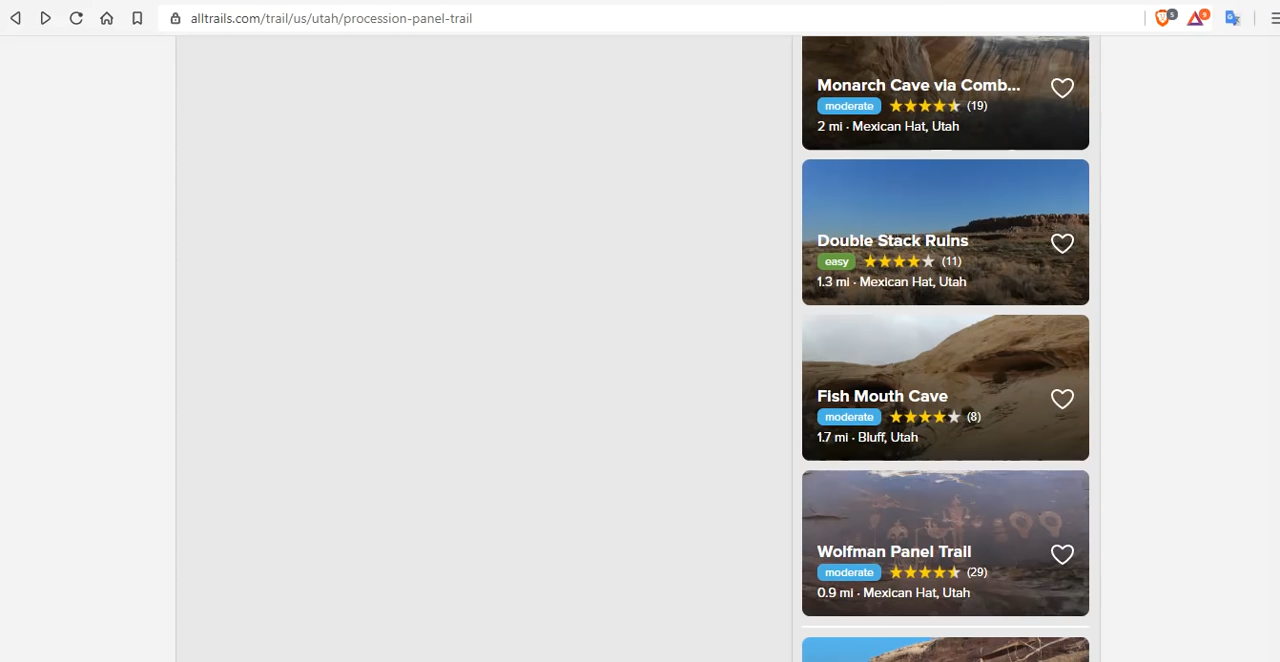 alltrails.com/trail/us/utah/procession-panel-trail
5
9
Monarch Cave via Comb...
moderate (19)
2 mi · Mexican Hat, Utah
Double Stack Ruins
easy (11)
1.3 mi · Mexican Hat, Utah
Fish Mouth Cave
moderate (8)
1.7 mi · Bluff, Utah
Wolfman Panel Trail
moderate (29)
0.9 mi · Mexican Hat, Utah